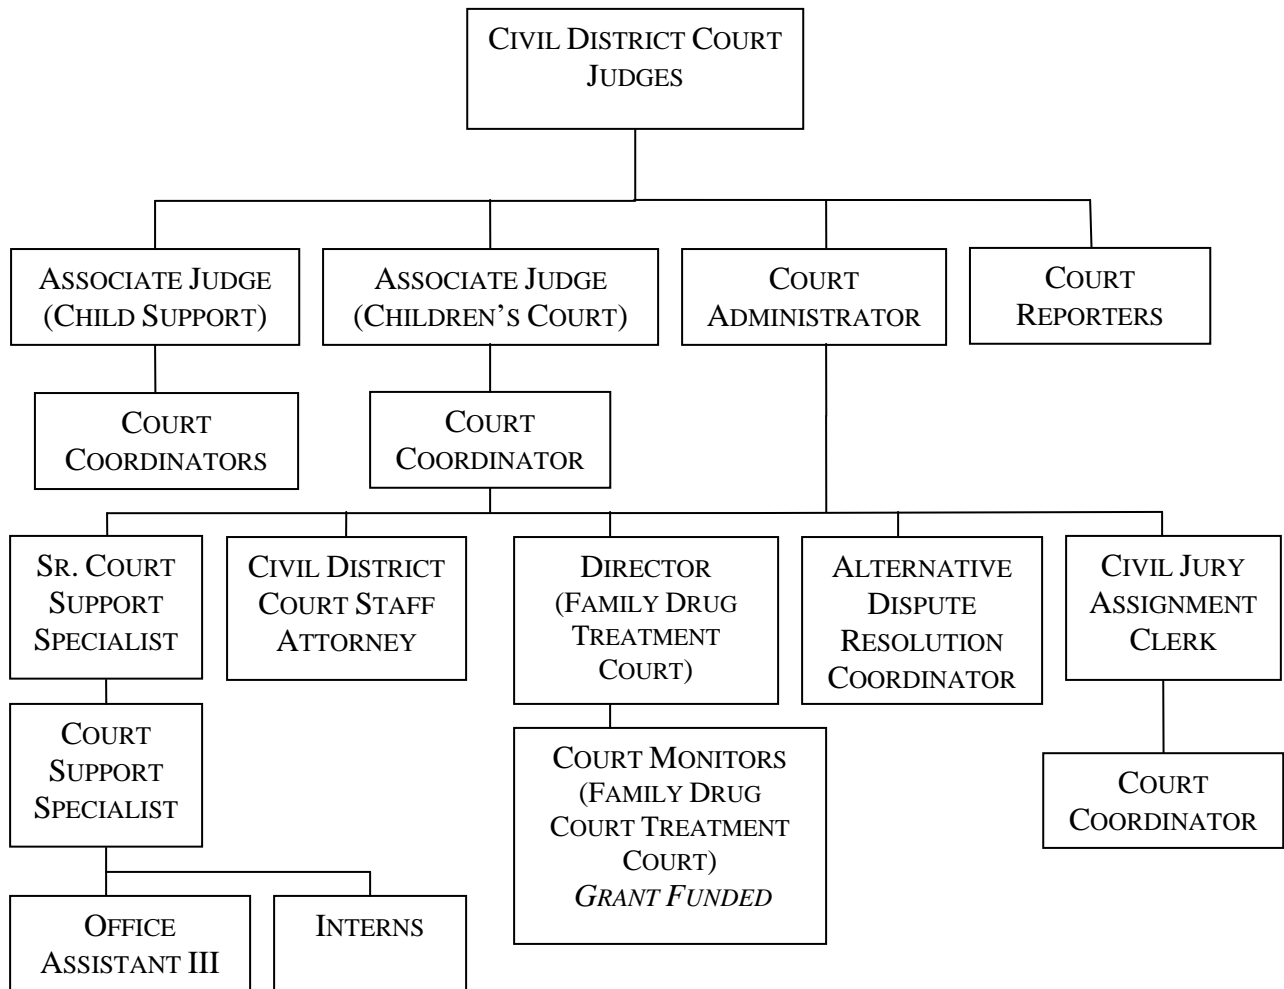 CIVIL DISTRICT COURT
JUDGES
ASSOCIATE JUDGE
(CHILD SUPPORT)
ASSOCIATE JUDGE
(CHILDREN’S COURT)
COURT
ADMINISTRATOR
COURT
REPORTERS
COURT
COORDINATORS
COURT
COORDINATOR
SR. COURT
SUPPORT
SPECIALIST
CIVIL DISTRICT
COURT STAFF
ATTORNEY
DIRECTOR
(FAMILY DRUG
TREATMENT
COURT)
ALTERNATIVE
DISPUTE
RESOLUTION
COORDINATOR
CIVIL JURY
ASSIGNMENT
CLERK
COURT
SUPPORT
SPECIALIST
COURT MONITORS
(FAMILY DRUG
COURT TREATMENT
COURT)
GRANT FUNDED
COURT
COORDINATOR
OFFICE
ASSISTANT III
INTERNS